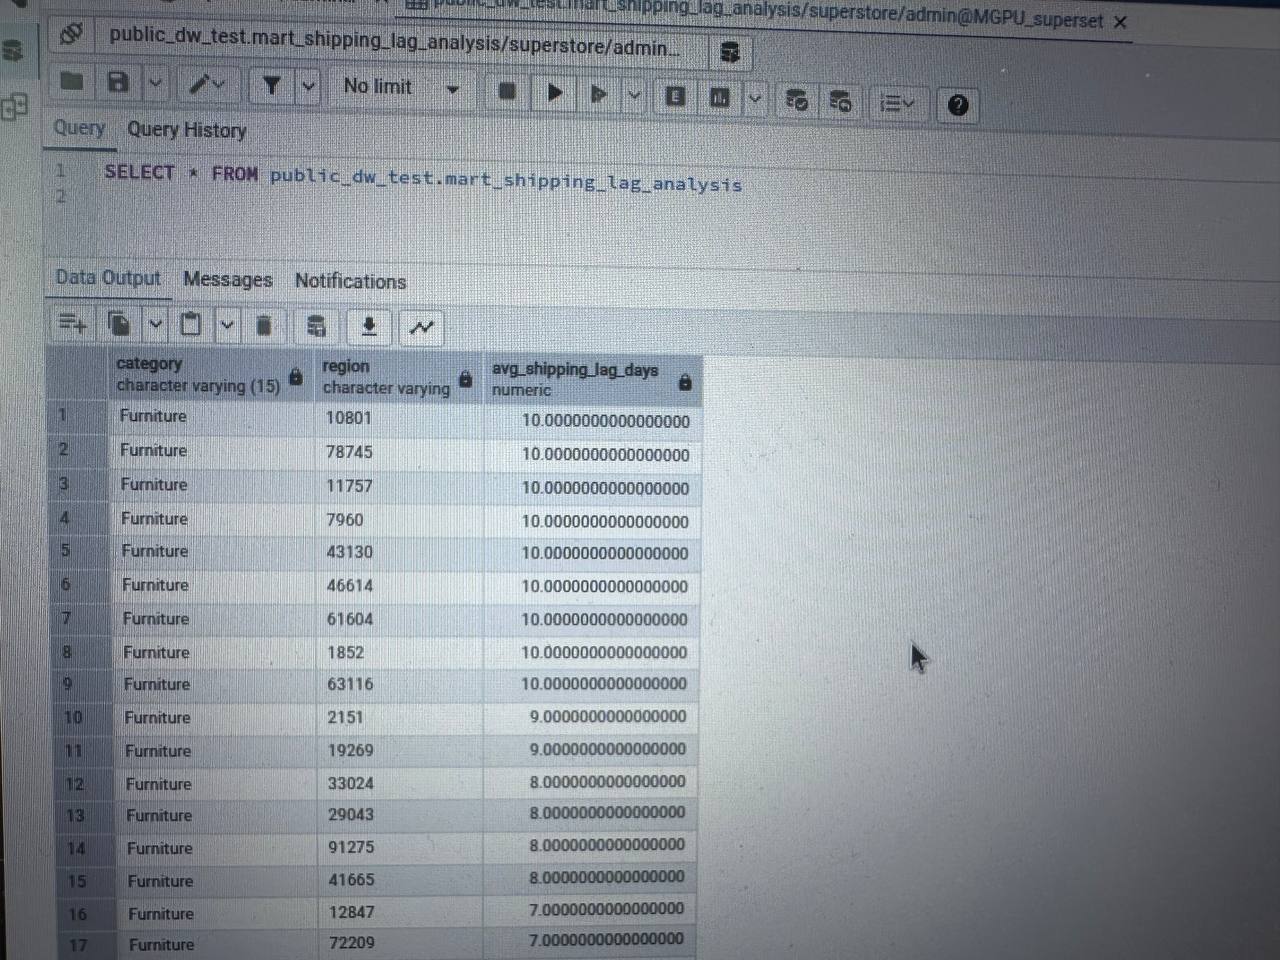 public_dw_test.mart_shipping_lag_analysis/superstore/admin@MGPU_superset
public_dw_test.mart_shipping_lag_analysis/superstore/admin...
No limit
Query Query History
1 SELECT * FROM public_dw_test.mart_shipping_lag_analysis
2
Data Output Messages Notifications
category region avg_shipping_lag_days
character varying (15) character varying numeric
1 Furniture 10801 10.0000000000000000
2 Furniture 78745 10.0000000000000000
3 Furniture 11757 10.0000000000000000
4 Furniture 7960 10.0000000000000000
5 Furniture 43130 10.0000000000000000
6 Furniture 46614 10.0000000000000000
7 Furniture 61604 10.0000000000000000
8 Furniture 1852 10.0000000000000000
9 Furniture 63116 10.0000000000000000
10 Furniture 2151 9.0000000000000000
11 Furniture 19269 9.0000000000000000
12 Furniture 33024 8.0000000000000000
13 Furniture 29043 8.0000000000000000
14 Furniture 91275 8.0000000000000000
15 Furniture 41665 8.0000000000000000
16 Furniture 12847 7.0000000000000000
17 Furniture 72209 7.0000000000000000